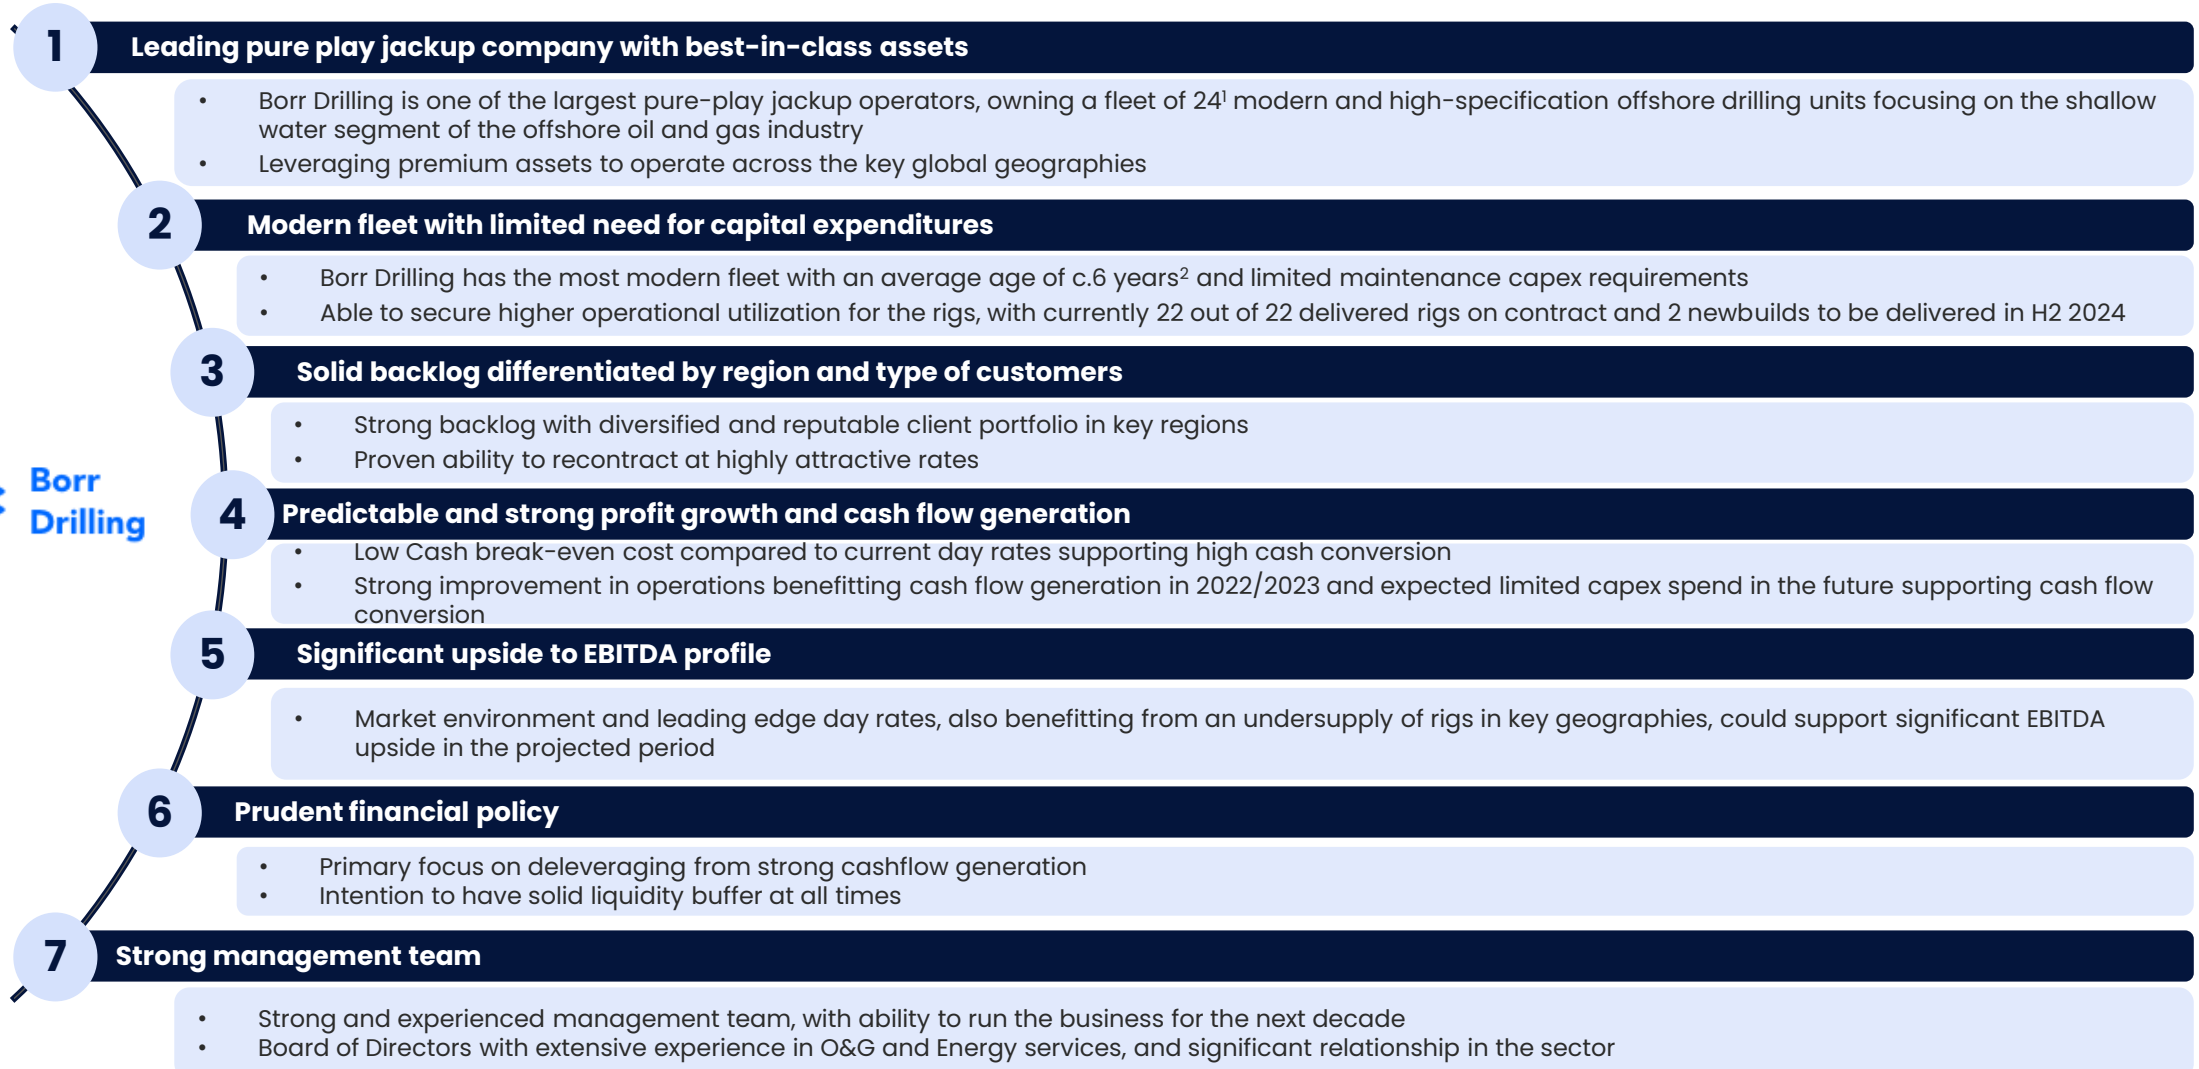 1
Leading pure play jackup company with best-in-class assets
• Borr Drilling is one of the largest pure-play jackup operators, owning a fleet of 24¹ modern and high-specification offshore drilling units focusing on the shallow
water segment of the offshore oil and gas industry
• Leveraging premium assets to operate across the key global geographies
2
Modern fleet with limited need for capital expenditures
• Borr Drilling has the most modern fleet with an average age of c.6 years² and limited maintenance capex requirements
• Able to secure higher operational utilization for the rigs, with currently 22 out of 22 delivered rigs on contract and 2 newbuilds to be delivered in H2 2024
3
Solid backlog differentiated by region and type of customers
• Strong backlog with diversified and reputable client portfolio in key regions
• Proven ability to recontract at highly attractive rates
Borr
Drilling
4
Predictable and strong profit growth and cash flow generation
• Low Cash break-even cost compared to current day rates supporting high cash conversion
• Strong improvement in operations benefitting cash flow generation in 2022/2023 and expected limited capex spend in the future supporting cash flow
conversion
5
Significant upside to EBITDA profile
• Market environment and leading edge day rates, also benefitting from an undersupply of rigs in key geographies, could support significant EBITDA
upside in the projected period
6
Prudent financial policy
• Primary focus on deleveraging from strong cashflow generation
• Intention to have solid liquidity buffer at all times
7
Strong management team
• Strong and experienced management team, with ability to run the business for the next decade
• Board of Directors with extensive experience in O&G and Energy services, and significant relationship in the sector